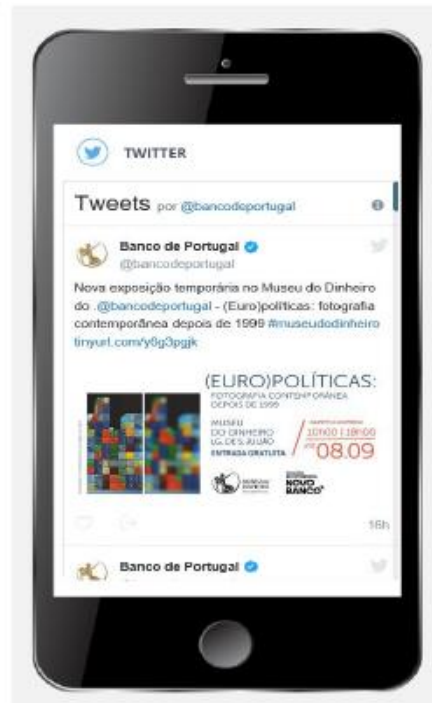 TWITTER
Tweets por @bancodeportugal
Banco de Portugal
@bancodeportugal
Nova exposição temporária no Museu do Dinheiro
do .@bancodeportugal - (Euro)políticas: fotografia
contemporânea depois de 1999 #museudodinheiro
tinyurl.com/y6g3pgjk
(EURO)POLÍTICAS:
FOTOGRAFIA CONTEMPORÂNEA
DEPOIS DE 1999
MUSEU
DO DINHEIRO
LG. DE S. JULIÃO
ENTRADA GRATUITA
10H00 | 18H00
ATÉ 08.09
NOVO
BANCO
16h
Banco de Portugal